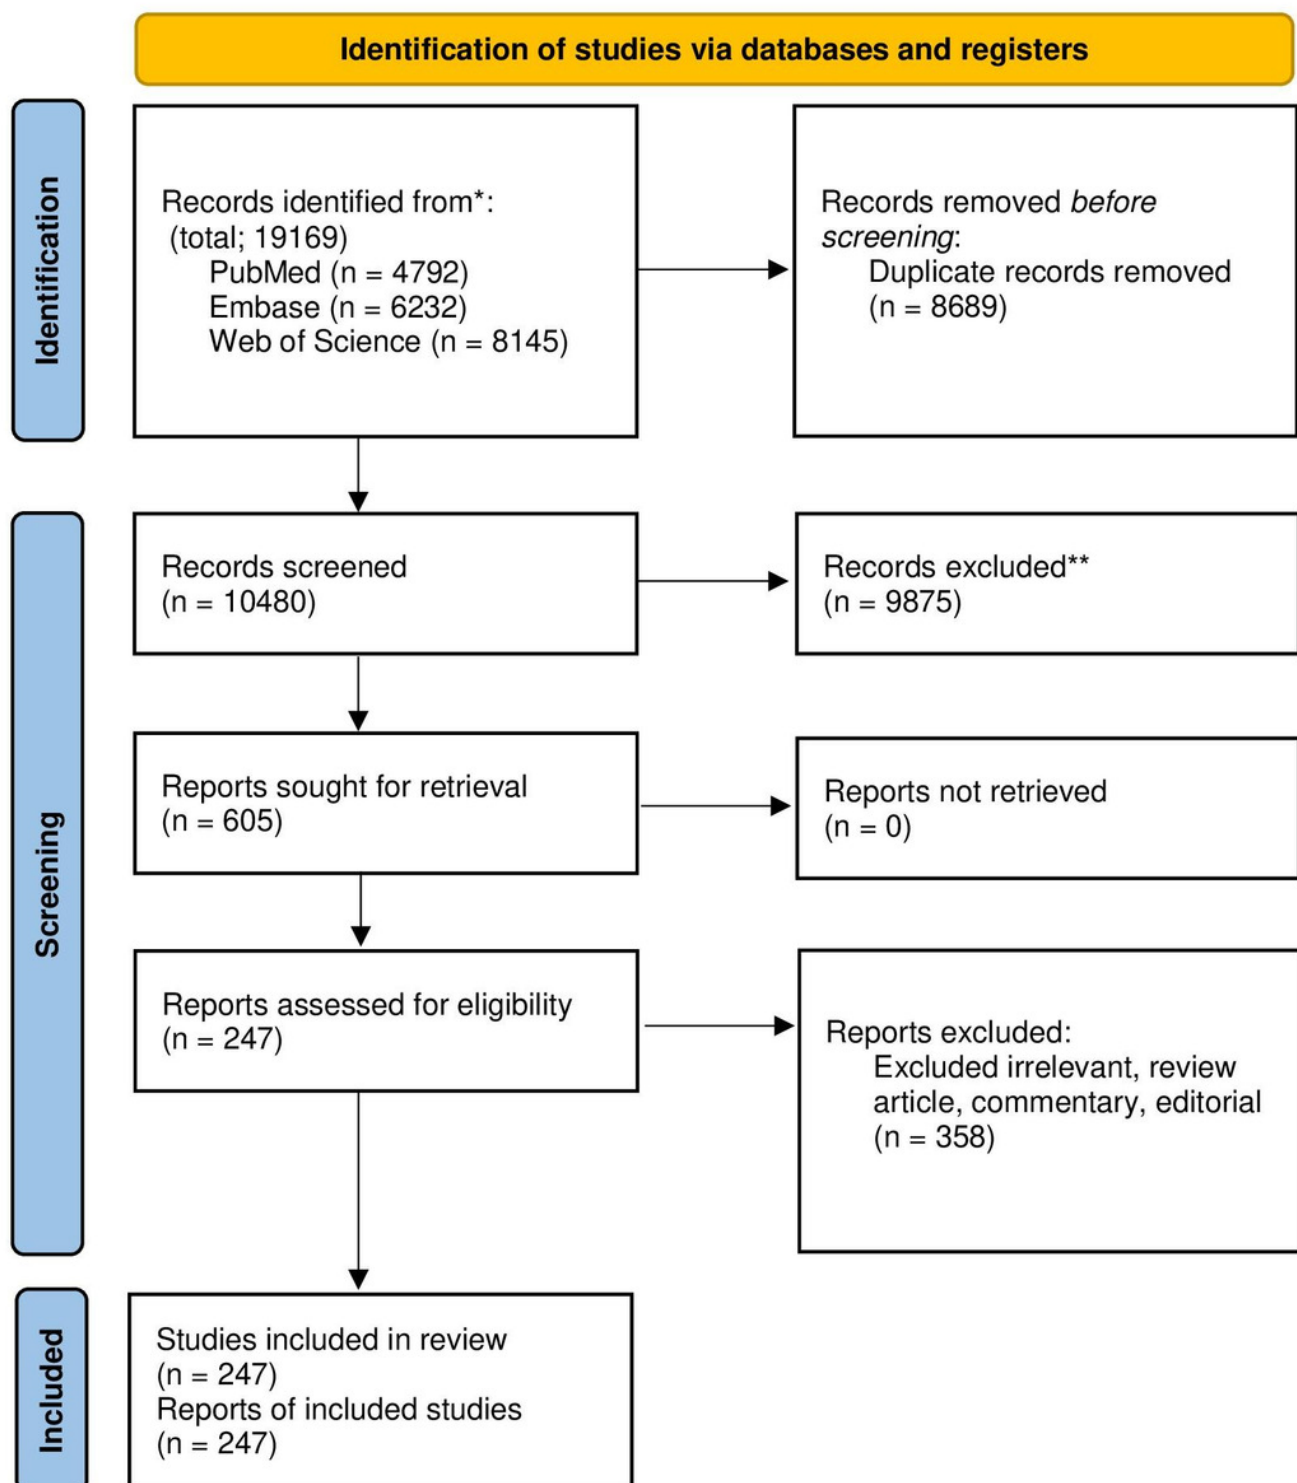 Identification of studies via databases and registers
Identification
Records identified from*:
(total; 19169)
PubMed (n = 4792)
Embase (n = 6232)
Web of Science (n = 8145)
Records removed before
screening:
Duplicate records removed
(n = 8689)
Screening
Records screened
(n = 10480)
Records excluded**
(n = 9875)
Reports sought for retrieval
(n = 605)
Reports not retrieved
(n = 0)
Reports assessed for eligibility
(n = 247)
Reports excluded:
Excluded irrelevant, review
article, commentary, editorial
(n = 358)
Included
Studies included in review
(n = 247)
Reports of included studies
(n = 247)